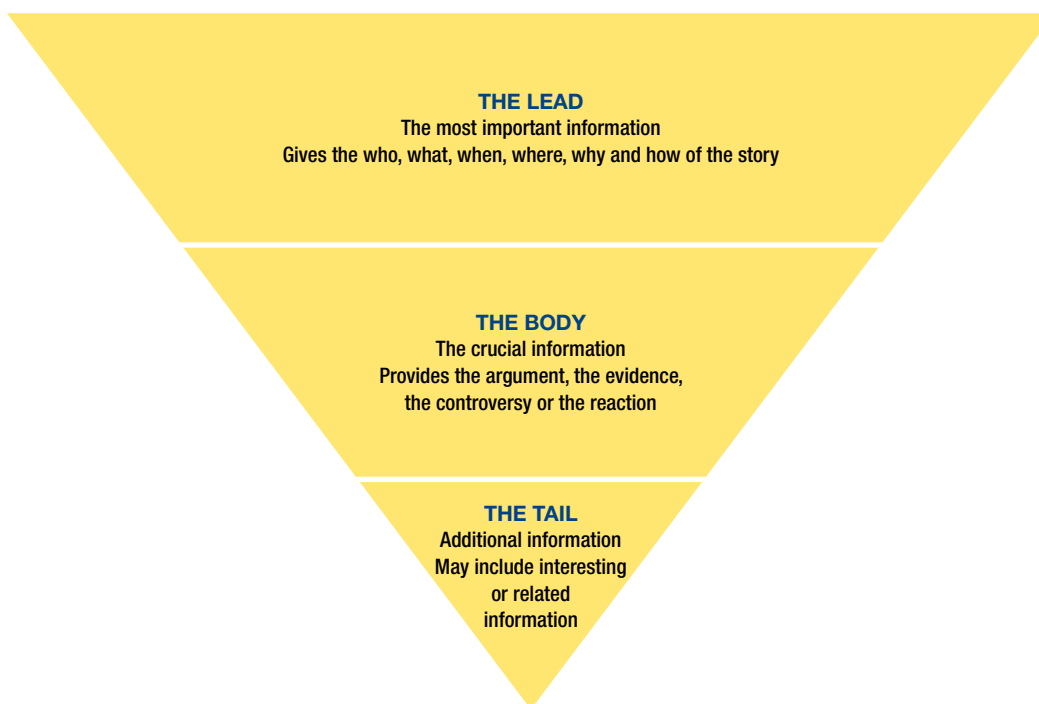 THE LEAD
The most important information
Gives the who, what, when, where, why and how of the story
THE BODY
The crucial information
Provides the argument, the evidence,
the controversy or the reaction
THE TAIL
Additional information
May include interesting
or related
information